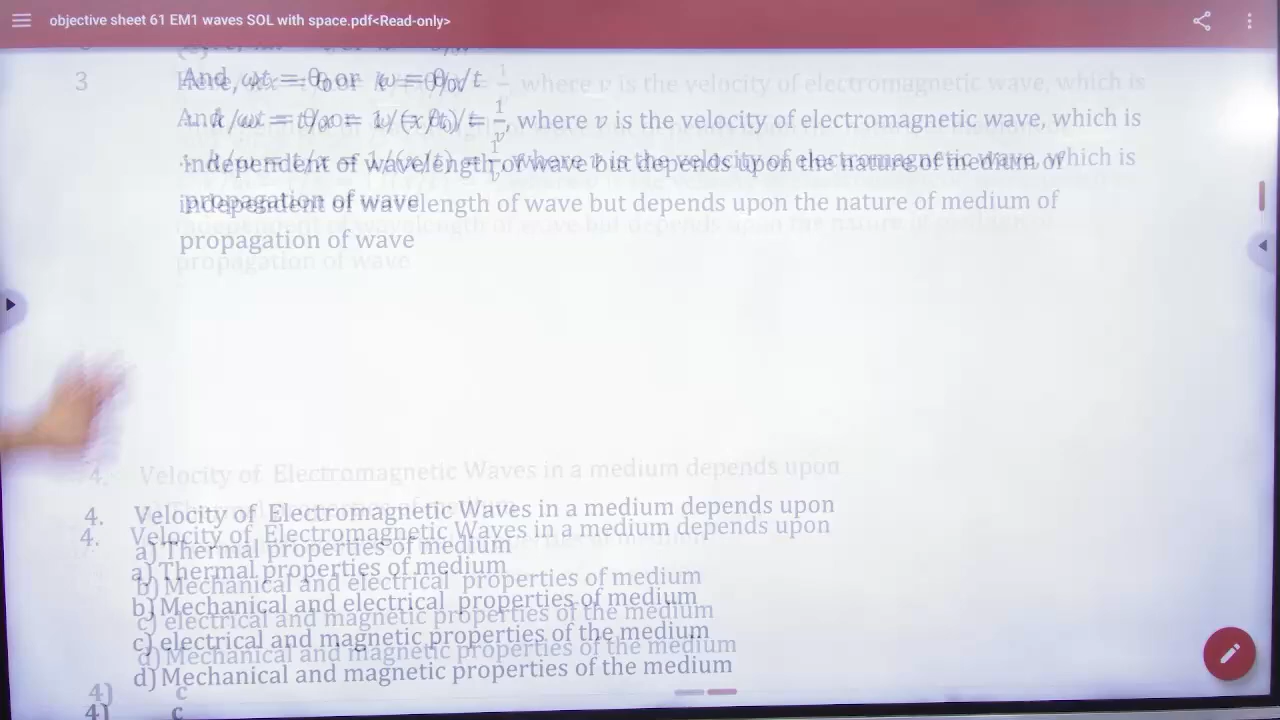 objective sheet 61 EM1 waves SOL with space.pdf<Read-only>
3
And ωt = θ₀ or ω = θ₀/t
∴ k/ω = t/x = 1/(x/t) = 1/v, where v is the velocity of electromagnetic wave, which is
independent of wavelength of wave but depends upon the nature of medium of
propagation of wave
4. Velocity of Electromagnetic Waves in a medium depends upon
a) Thermal properties of medium
b) Mechanical and electrical properties of medium
c) electrical and magnetic properties of the medium
d) Mechanical and magnetic properties of the medium
4) c